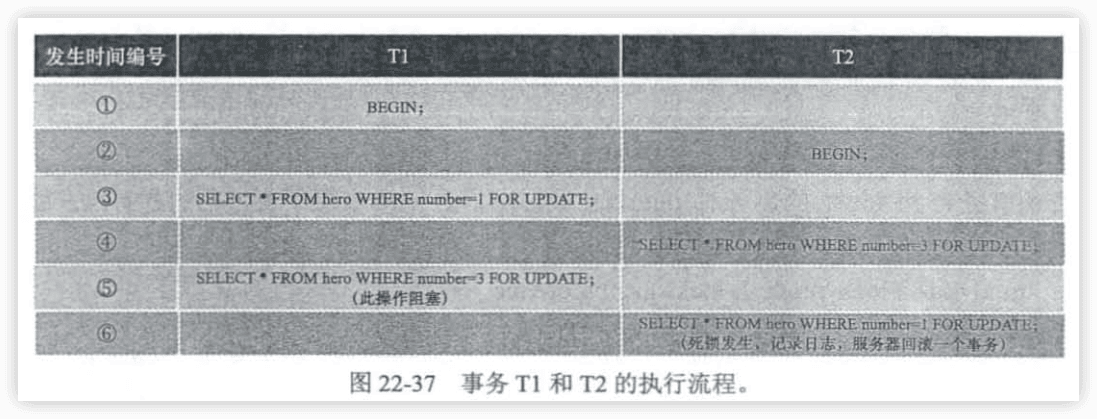 发生时间编号 T1 T2
① BEGIN;
② BEGIN;
③ SELECT * FROM hero WHERE number=1 FOR UPDATE;
④ SELECT * FROM hero WHERE number=3 FOR UPDATE;
⑤ SELECT * FROM hero WHERE number=3 FOR UPDATE;
(此操作阻塞)
⑥ SELECT * FROM hero WHERE number=1 FOR UPDATE;
(死锁发生，记录日志，服务器回滚一个事务)
图 22-37 事务 T1 和 T2 的执行流程。